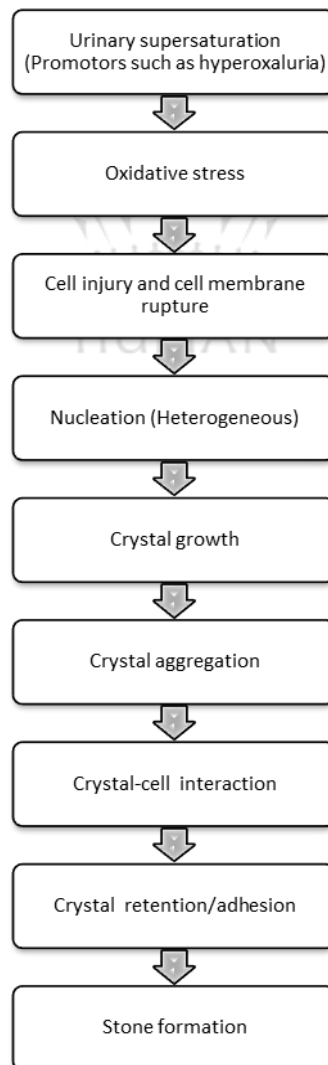 Urinary supersaturation
(Promotors such as hyperoxaluria)
Oxidative stress
Cell injury and cell membrane
rupture
HUMAN
Nucleation (Heterogeneous)
Crystal growth
Crystal aggregation
Crystal-cell interaction
Crystal retention/adhesion
Stone formation